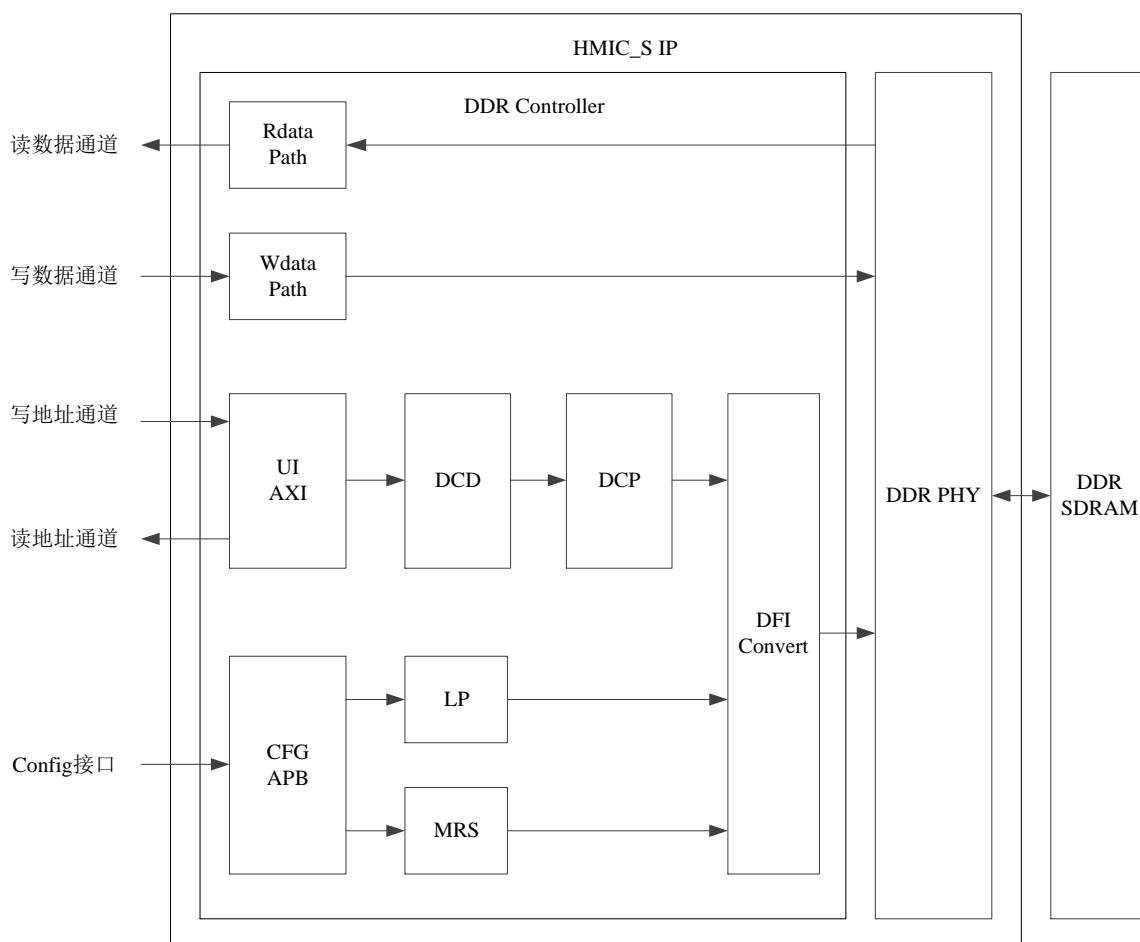 HMIC_S IP
DDR Controller
读数据通道
Rdata
Path
写数据通道
Wdata
Path
写地址通道
UI
AXI
DCD
DCP
DDR PHY
DDR
SDRAM
读地址通道
DFI
Convert
LP
Config接口
CFG
APB
MRS